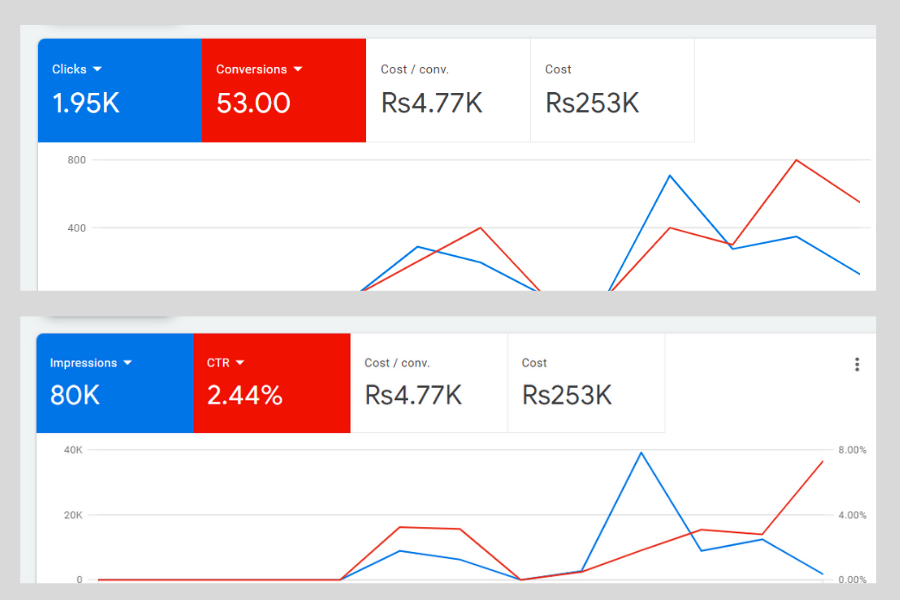 Clicks Conversions Cost / conv. Cost
1.95K 53.00 Rs4.77K Rs253K
800
400
Impressions CTR Cost / conv. Cost
80K 2.44% Rs4.77K Rs253K
40K 8.00%
20K 4.00%
0 0.00%